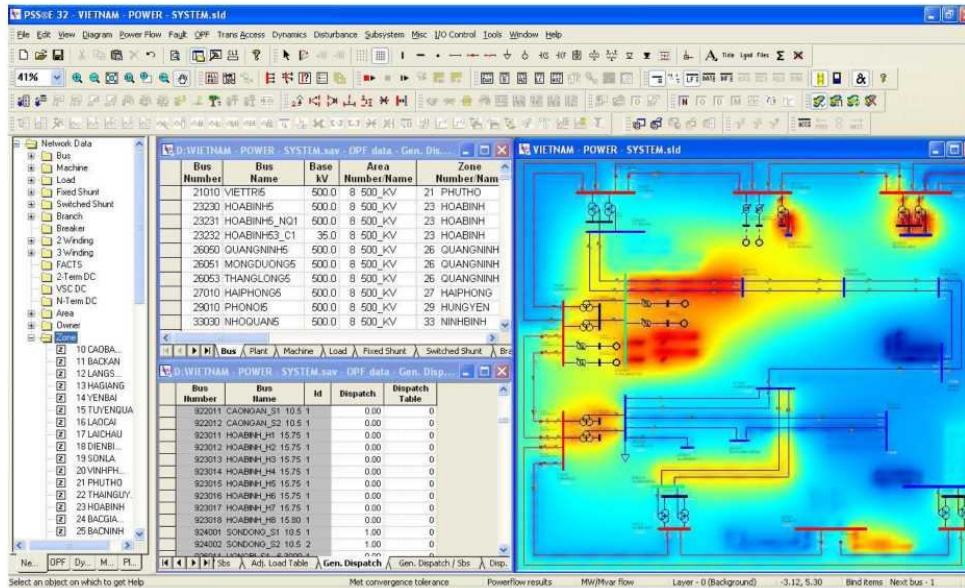 PSS®E 32 - VIETNAM - POWER - SYSTEM.sld
File Edit View Diagram Power Flow Fault OPF Trans Access Dynamics Disturbance Subsystem Misc I/O Control Tools Window Help
41%
Network Data
Bus
Machine
Load
Fixed Shunt
Switched Shunt
Branch
Breaker
2 Winding
3 Winding
FACTS
2-Term DC
VSC DC
N-Term DC
Area
Owner
Zone
10 CAOBA...
11 BACKAN
12 LANGS...
13 HAGIANG
14 YENBAI
15 TUYENQUA
16 LAOCAI
17 LAICHAU
18 DIENBI...
19 SONLA
20 VINHPH...
21 PHUTHO
22 THAINGUY.
23 HOABINH
24 BACGIA...
25 BACNINH
Ne... OPF Dy... M... Pl...
D:VIETNAM - POWER - SYSTEM.sav - OPF data - Gen. Dis...
Bus Number Bus Name Base kV Area Number/Name Zone Number/Nam
21010 VIETTRI5 500.0 8 500_KV 21 PHUTHO
23230 HOABINH5 500.0 8 500_KV 23 HOABINH
23231 HOABINH5_NQ1 500.0 8 500_KV 23 HOABINH
23232 HOABINH53_C1 35.0 8 500_KV 23 HOABINH
26050 QUANGNINH5 500.0 8 500_KV 26 QUANGNINH
26051 MONGDUONG5 500.0 8 500_KV 26 QUANGNINH
26053 THANGLONG5 500.0 8 500_KV 26 QUANGNINH
27010 HAIPHONG5 500.0 8 500_KV 27 HAIPHONG
29010 PHONOI5 500.0 8 500_KV 29 HUNGYEN
33030 NHOQUAN5 500.0 8 500_KV 33 NINHBINH
Bus Plant Machine Load Fixed Shunt Switched Shunt Bra
D:VIETNAM - POWER - SYSTEM.sav - OPF data - Gen. Disp...
Bus Number Bus Name Id Dispatch Dispatch Table
922011 CAONGAN_S1 10.5 1 0.00 0
922012 CAONGAN_S2 10.5 1 0.00 0
923011 HOABINH_H1 15.75 1 0.00 0
923012 HOABINH_H2 15.75 1 0.00 0
923013 HOABINH_H3 15.75 1 0.00 0
923014 HOABINH_H4 15.75 1 0.00 0
923015 HOABINH_H5 15.75 1 0.00 0
923016 HOABINH_H6 15.75 1 0.00 0
923017 HOABINH_H7 15.75 1 0.00 0
923018 HOABINH_H8 15.80 1 0.00 0
924001 SONDONG_S1 10.5 1 1.00 0
924002 SONDONG_S2 10.5 2 1.00 0
Sbs Adj. Load Table Gen. Dispatch Gen. Dispatch / Sbs Disp.
VIETNAM - POWER - SYSTEM.sld
Select an object on which to get Help Met convergence tolerance Powerflow results MW/Mvar flow Layer - 0 (Background) -3.12, 5.30 Bind items Next bus - 1